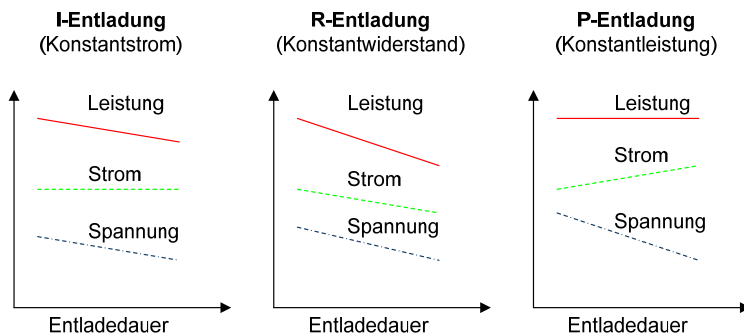 I-Entladung
(Konstantstrom)
Leistung
Strom
Spannung
Entladedauer
R-Entladung
(Konstantwiderstand)
Leistung
Strom
Spannung
Entladedauer
P-Entladung
(Konstantleistung)
Leistung
Strom
Spannung
Entladedauer